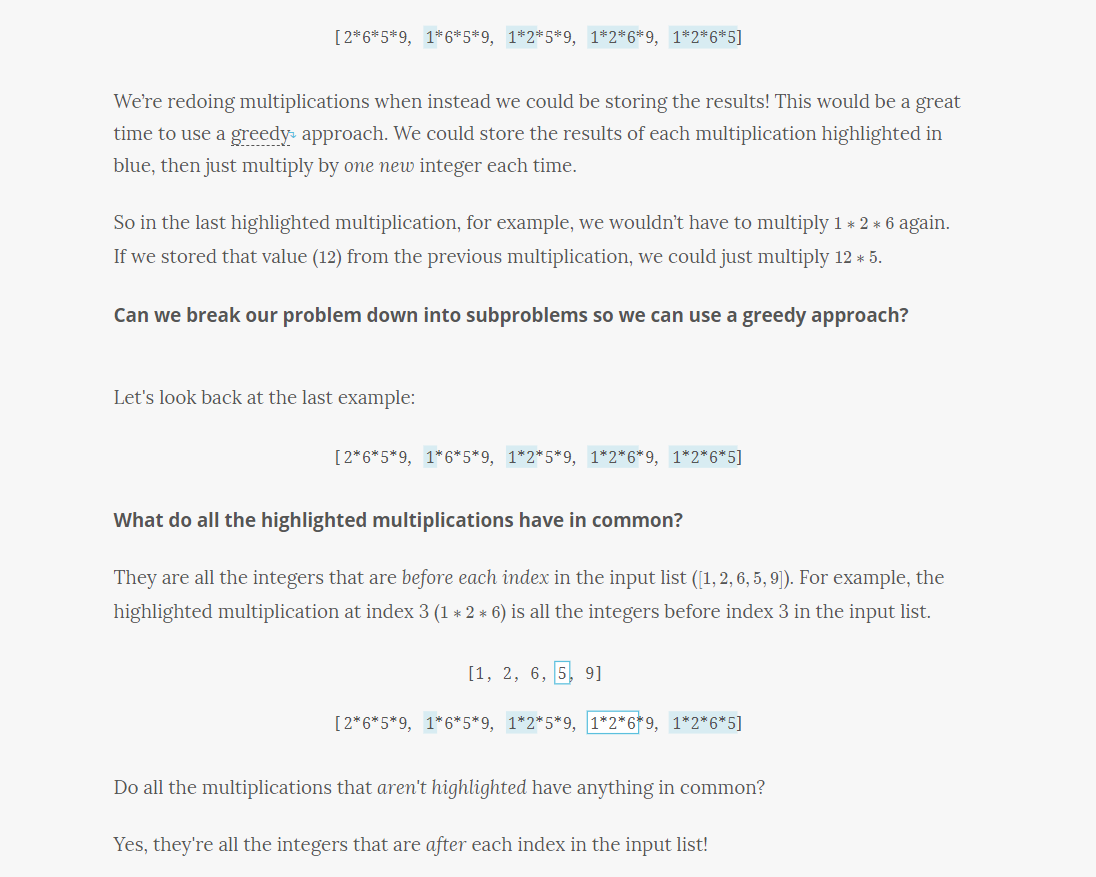 [2*6*5*9, 1*6*5*9, 1*2*5*9, 1*2*6*9, 1*2*6*5]
We're redoing multiplications when instead we could be storing the results! This would be a great
time to use a greedy approach. We could store the results of each multiplication highlighted in
blue, then just multiply by one new integer each time.
So in the last highlighted multiplication, for example, we wouldn't have to multiply 1 * 2 * 6 again.
If we stored that value (12) from the previous multiplication, we could just multiply 12 * 5.
Can we break our problem down into subproblems so we can use a greedy approach?
Let's look back at the last example:
[2*6*5*9, 1*6*5*9, 1*2*5*9, 1*2*6*9, 1*2*6*5]
What do all the highlighted multiplications have in common?
They are all the integers that are before each index in the input list ([1, 2, 6, 5, 9]). For example, the
highlighted multiplication at index 3 (1 * 2 * 6) is all the integers before index 3 in the input list.
[1, 2, 6, 5, 9]
[2*6*5*9, 1*6*5*9, 1*2*5*9, 1*2*6*9, 1*2*6*5]
Do all the multiplications that aren't highlighted have anything in common?
Yes, they're all the integers that are after each index in the input list!